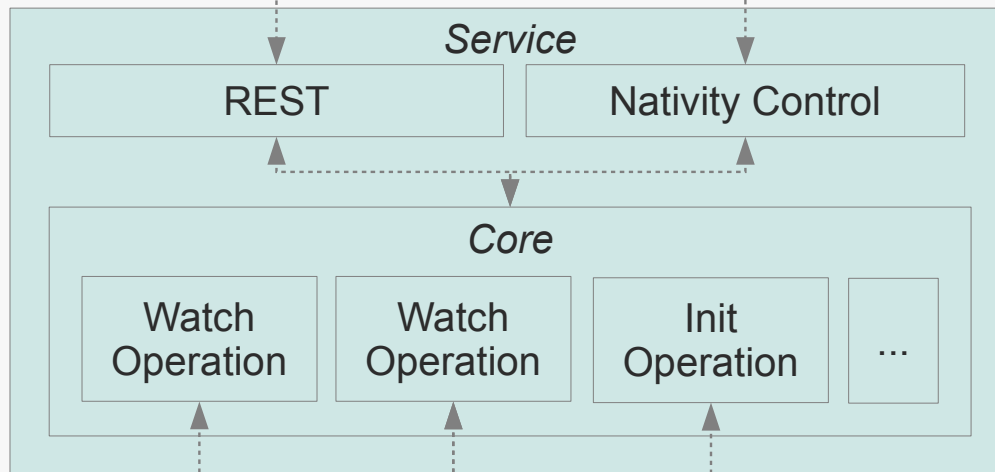 Service
REST
Nativity Control
Core
Watch
Operation
Watch
Operation
Init
Operation
...